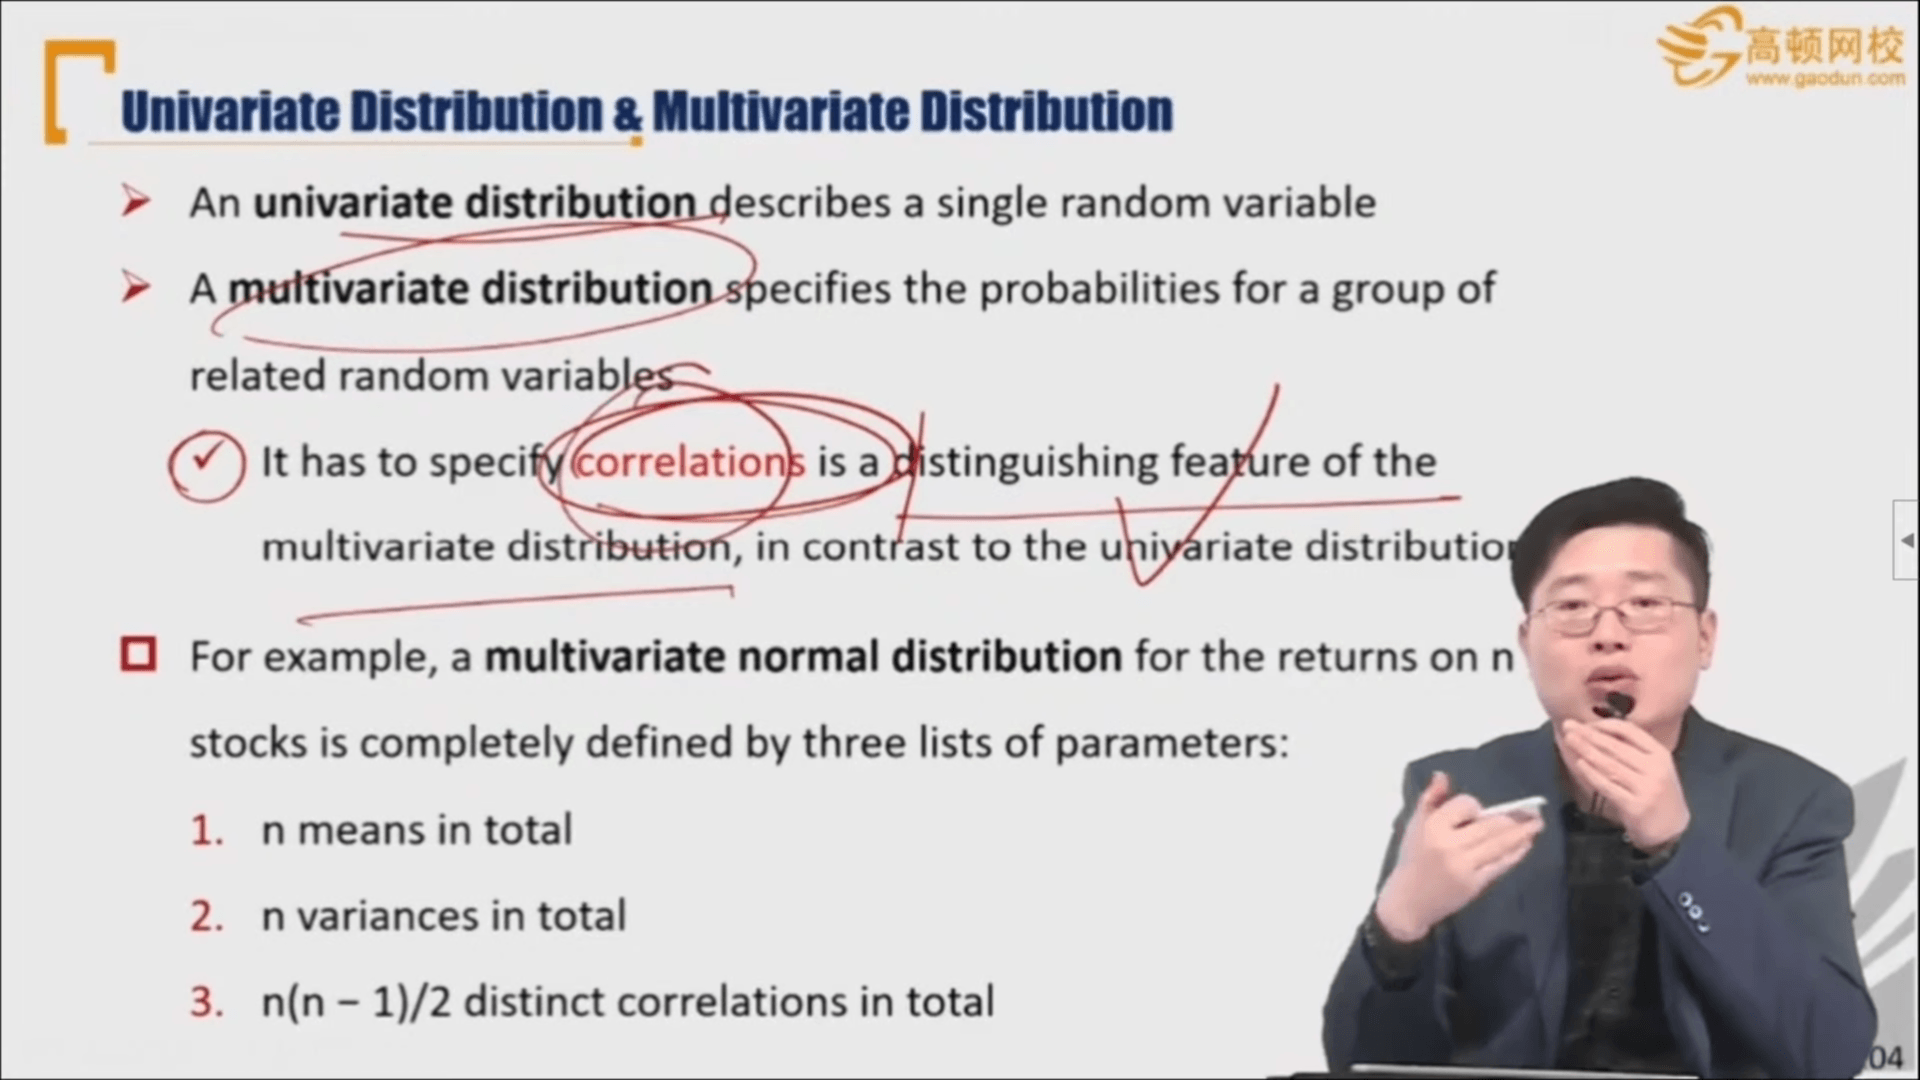 高顿网校
www.gaodun.com
Univariate Distribution & Multivariate Distribution
An univariate distribution describes a single random variable
A multivariate distribution specifies the probabilities for a group of
related random variables
It has to specify correlations is a distinguishing feature of the
multivariate distribution, in contrast to the univariate distribution
For example, a multivariate normal distribution for the returns on n
stocks is completely defined by three lists of parameters:
1. n means in total
2. n variances in total
3. n(n − 1)/2 distinct correlations in total
04